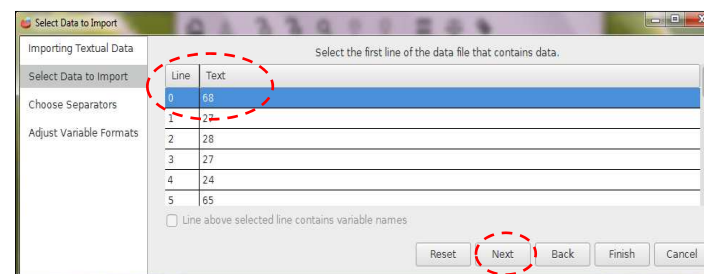 Select Data to Import
Importing Textual Data
Select Data to Import
Choose Separators
Adjust Variable Formats
Select the first line of the data file that contains data.
Line Text
0 68
1 27
2 28
3 27
4 24
5 65
Line above selected line contains variable names
Reset Next Back Finish Cancel